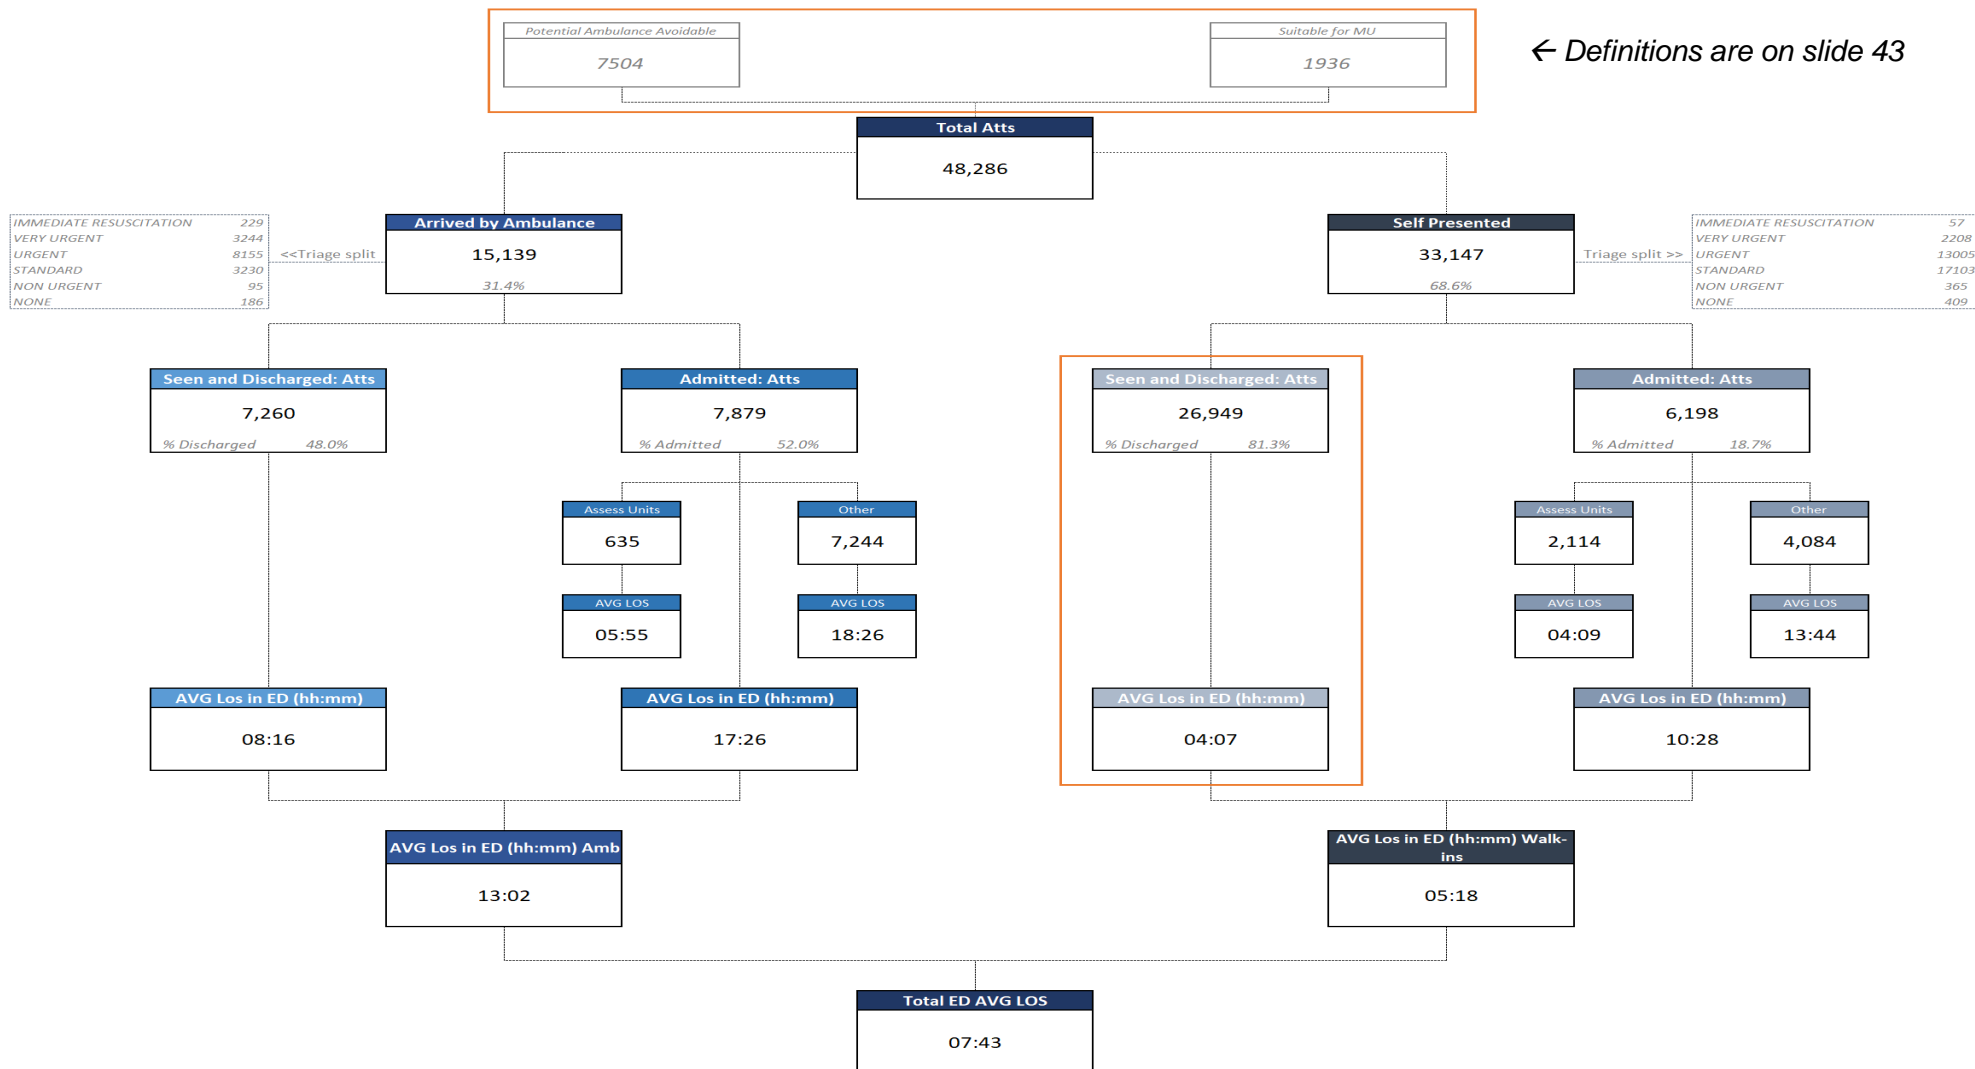 Potential Ambulance Avoidable
7504
Suitable for MU
1936
← Definitions are on slide 43
Total Atts
48,286
IMMEDIATE RESUSCITATION 229
VERY URGENT 3244
URGENT 8155
STANDARD 3230
NON URGENT 95
NONE 186
<<Triage split
Arrived by Ambulance
15,139
31.4%
Self Presented
33,147
68.6%
Triage split >>
IMMEDIATE RESUSCITATION 57
VERY URGENT 2208
URGENT 13005
STANDARD 17103
NON URGENT 365
NONE 409
Seen and Discharged: Atts
7,260
% Discharged 48.0%
Admitted: Atts
7,879
% Admitted 52.0%
Seen and Discharged: Atts
26,949
% Discharged 81.3%
Admitted: Atts
6,198
% Admitted 18.7%
Assess Units
635
Other
7,244
Assess Units
2,114
Other
4,084
AVG LOS
05:55
AVG LOS
18:26
AVG LOS
04:09
AVG LOS
13:44
AVG Los in ED (hh:mm)
08:16
AVG Los in ED (hh:mm)
17:26
AVG Los in ED (hh:mm)
04:07
AVG Los in ED (hh:mm)
10:28
AVG Los in ED (hh:mm) Amb
13:02
AVG Los in ED (hh:mm) Walk-
ins
05:18
Total ED AVG LOS
07:43